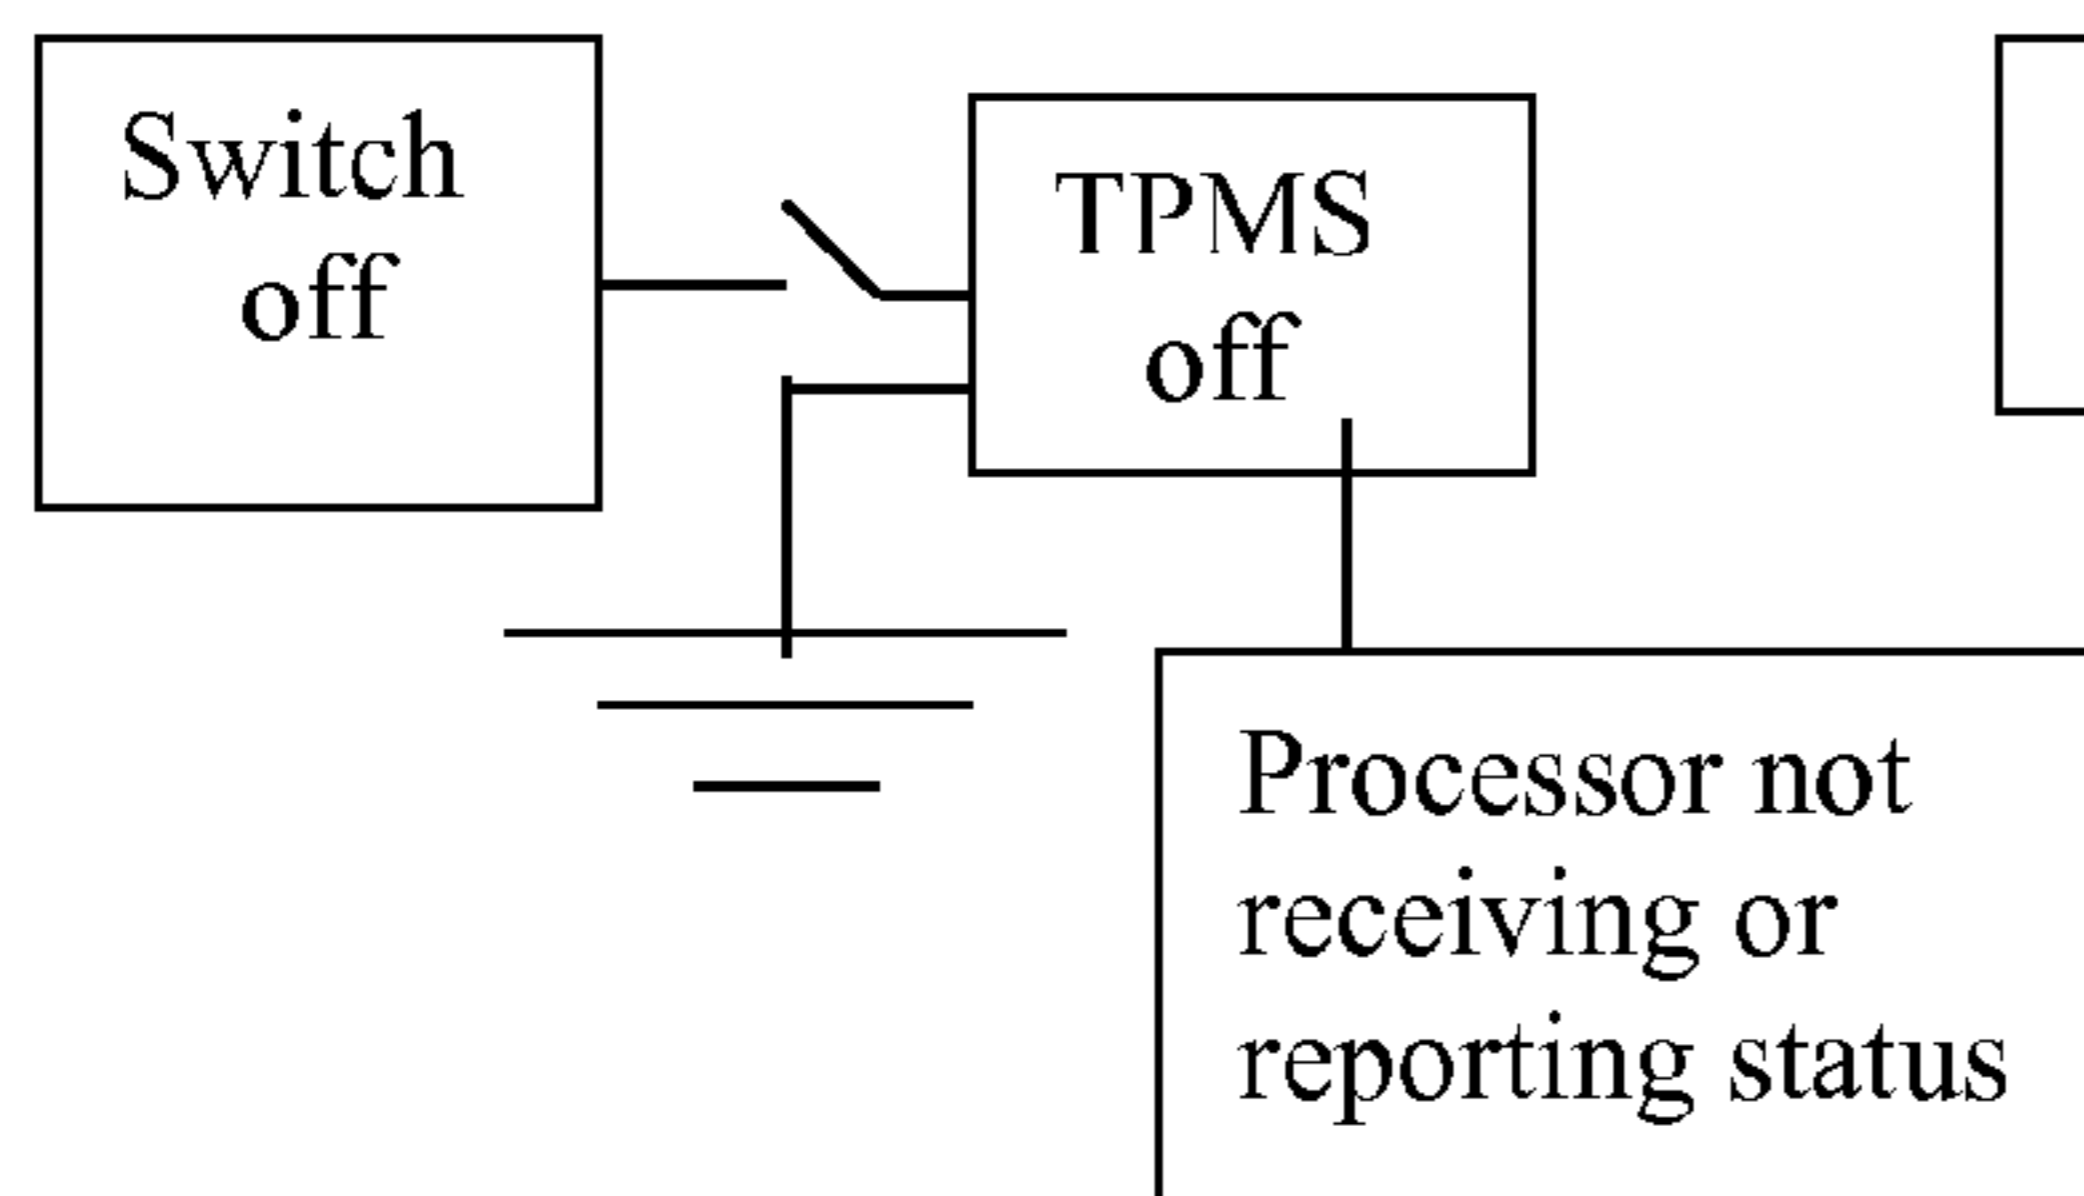 Switch
off
TPMS
off
Processor not
receiving or
reporting status